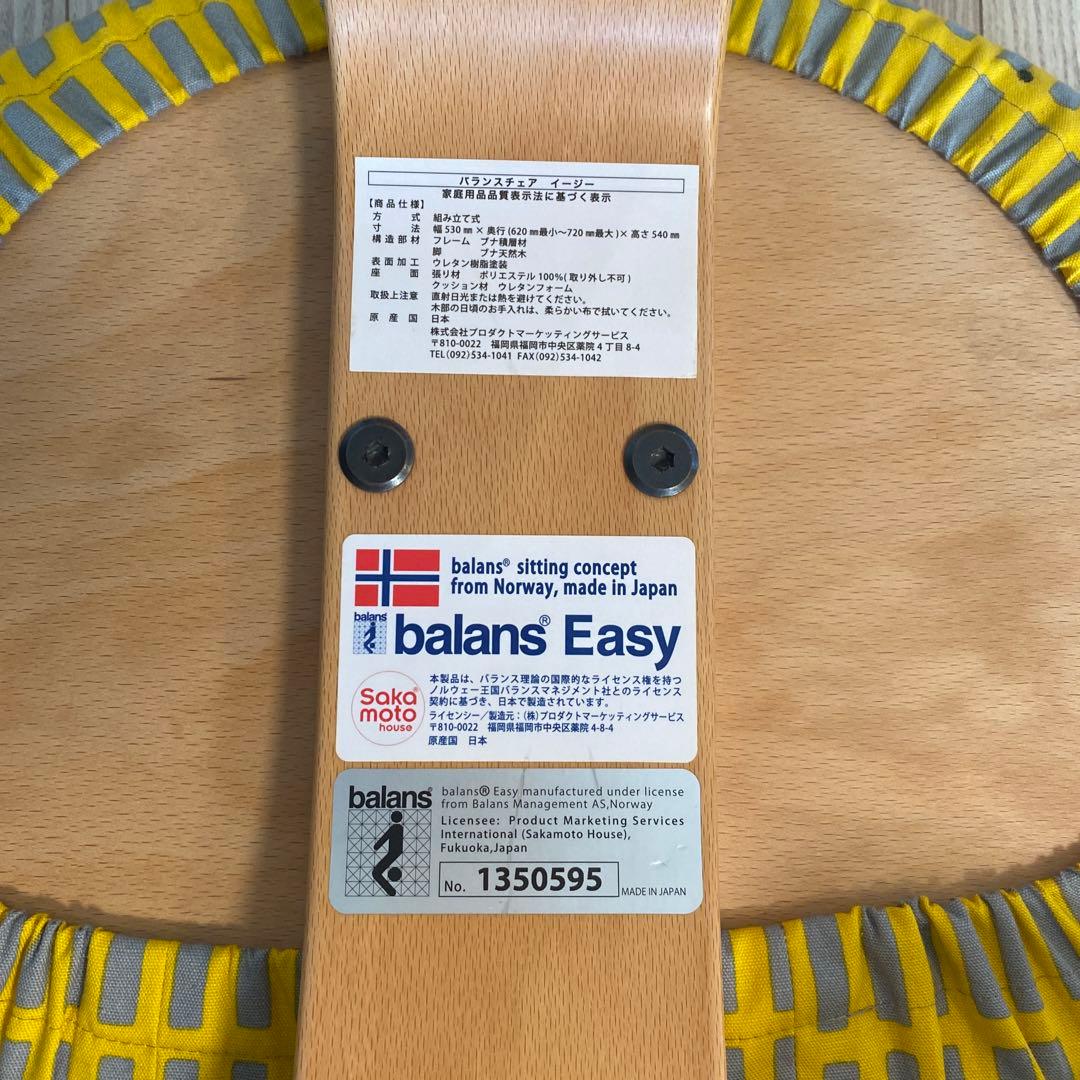 バランスチェア　イージー
家庭用品品質表示法に基づく表示
【商品仕様】
方　　式　組み立て式
寸　　法　幅 530 ㎜ × 奥行 (620 ㎜最小～720 ㎜最大 ) × 高さ 540 ㎜
構造部材　フレーム　ブナ積層材
脚　　　ブナ天然木
表面加工　ウレタン樹脂塗装
座　　面　張り材　　ポリエステル 100%( 取り外し不可 )
クッション材　ウレタンフォーム
取扱上注意　直射日光または熱を避けてください。
木部の日頃のお手入れは、柔らかい布で拭いてください。
原　産　国　日本
株式会社プロダクトマーケッティングサービス
〒810-0022　福岡県福岡市中央区薬院 4 丁目 8-4
TEL(092)534-1041 FAX(092)534-1042
balans® sitting concept
from Norway, made in Japan
balans®
balans® Easy
本製品は、バランス理論の国際的なライセンス権を持つ
ノルウェー王国バランスマネジメント社とのライセンス
契約に基づき、日本で製造されています。
Saka®
moto
house
ライセンシー／製造元：(株)プロダクトマーケッティングサービス
〒810-0022　福岡県福岡市中央区薬院 4-8-4
原産国　日本
balans®
balans® Easy manufactured under license
from Balans Management AS,Norway
Licensee: Product Marketing Services
International (Sakamoto House),
Fukuoka,Japan
No. 1350595
MADE IN JAPAN